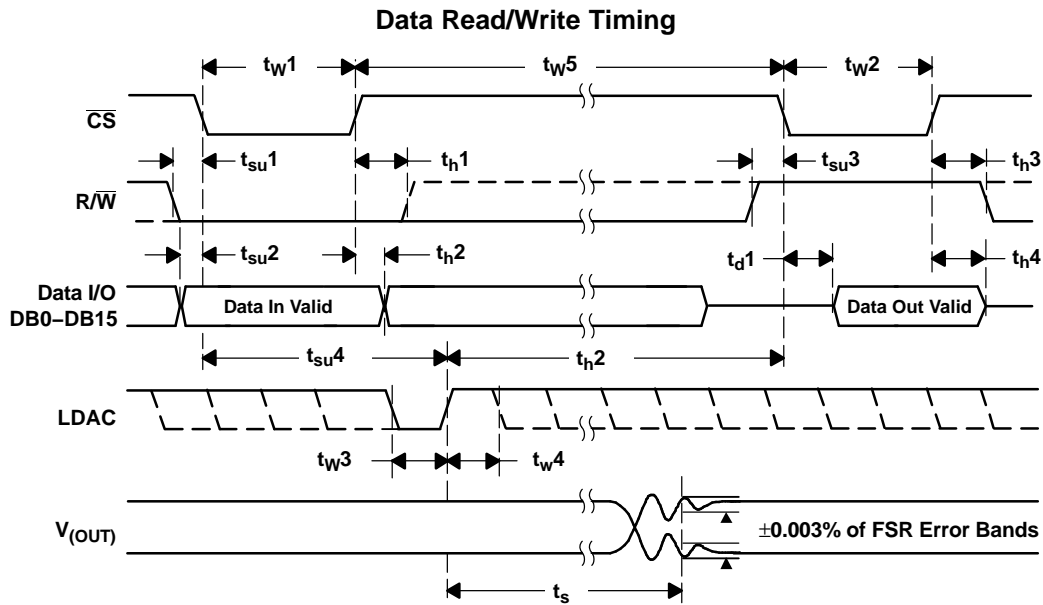 Data Read/Write Timing
tW1 tW5 tW2
CS
tsu1 th1 tsu3 th3
R/W
tsu2 th2 td1 th4
Data I/O
DB0–DB15
Data In Valid
Data Out Valid
tsu4 th2
LDAC
tW3 tw4
V(OUT)
±0.003% of FSR Error Bands
ts